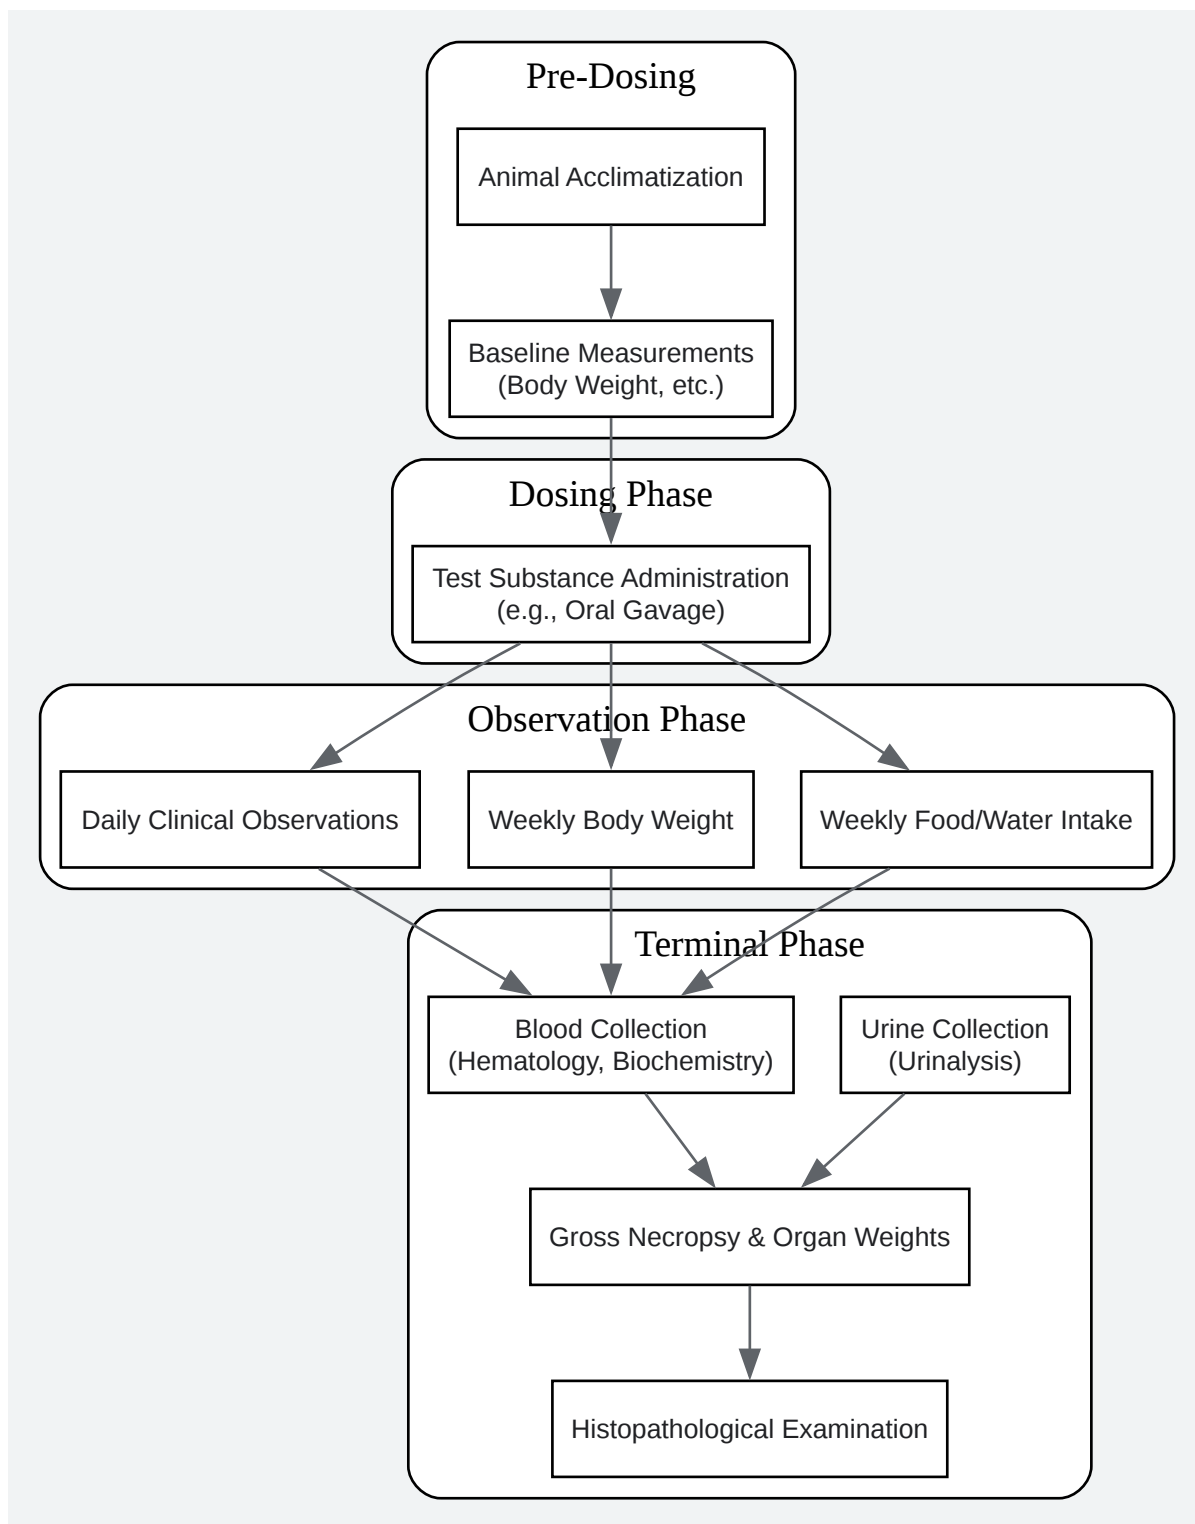 Pre-Dosing
Animal Acclimatization
Baseline Measurements
(Body Weight, etc.)
Dosing Phase
Test Substance Administration
(e.g., Oral Gavage)
Observation Phase
Daily Clinical Observations
Weekly Body Weight
Weekly Food/Water Intake
Terminal Phase
Blood Collection
(Hematology, Biochemistry)
Urine Collection
(Urinalysis)
Gross Necropsy & Organ Weights
Histopathological Examination